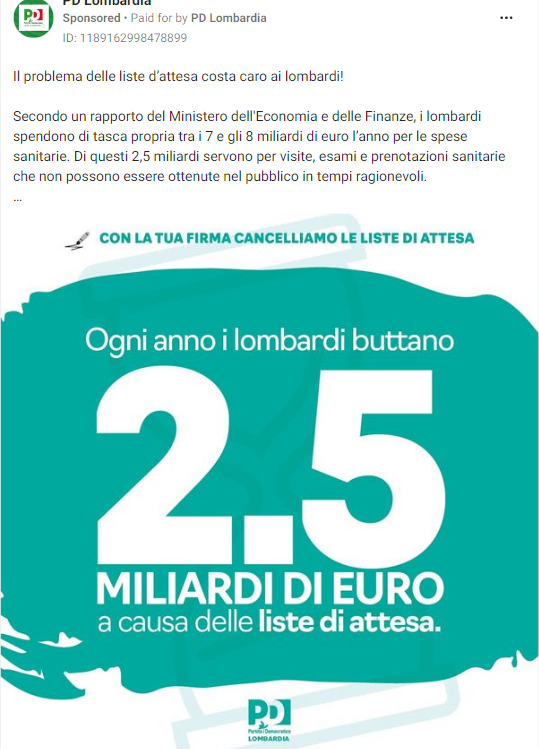 PD Lombardia
Sponsored • Paid for by PD Lombardia
ID: 1189162998478899
Il problema delle liste d’attesa costa caro ai lombardi!
Secondo un rapporto del Ministero dell'Economia e delle Finanze, i lombardi
spendono di tasca propria tra i 7 e gli 8 miliardi di euro l’anno per le spese
sanitarie. Di questi 2,5 miliardi servono per visite, esami e prenotazioni sanitarie
che non possono essere ottenute nel pubblico in tempi ragionevoli.
...
CON LA TUA FIRMA CANCELLIAMO LE LISTE DI ATTESA
Ogni anno i lombardi buttano
2.5
MILIARDI DI EURO
a causa delle liste di attesa.
PD
Partito Democratico
LOMBARDIA